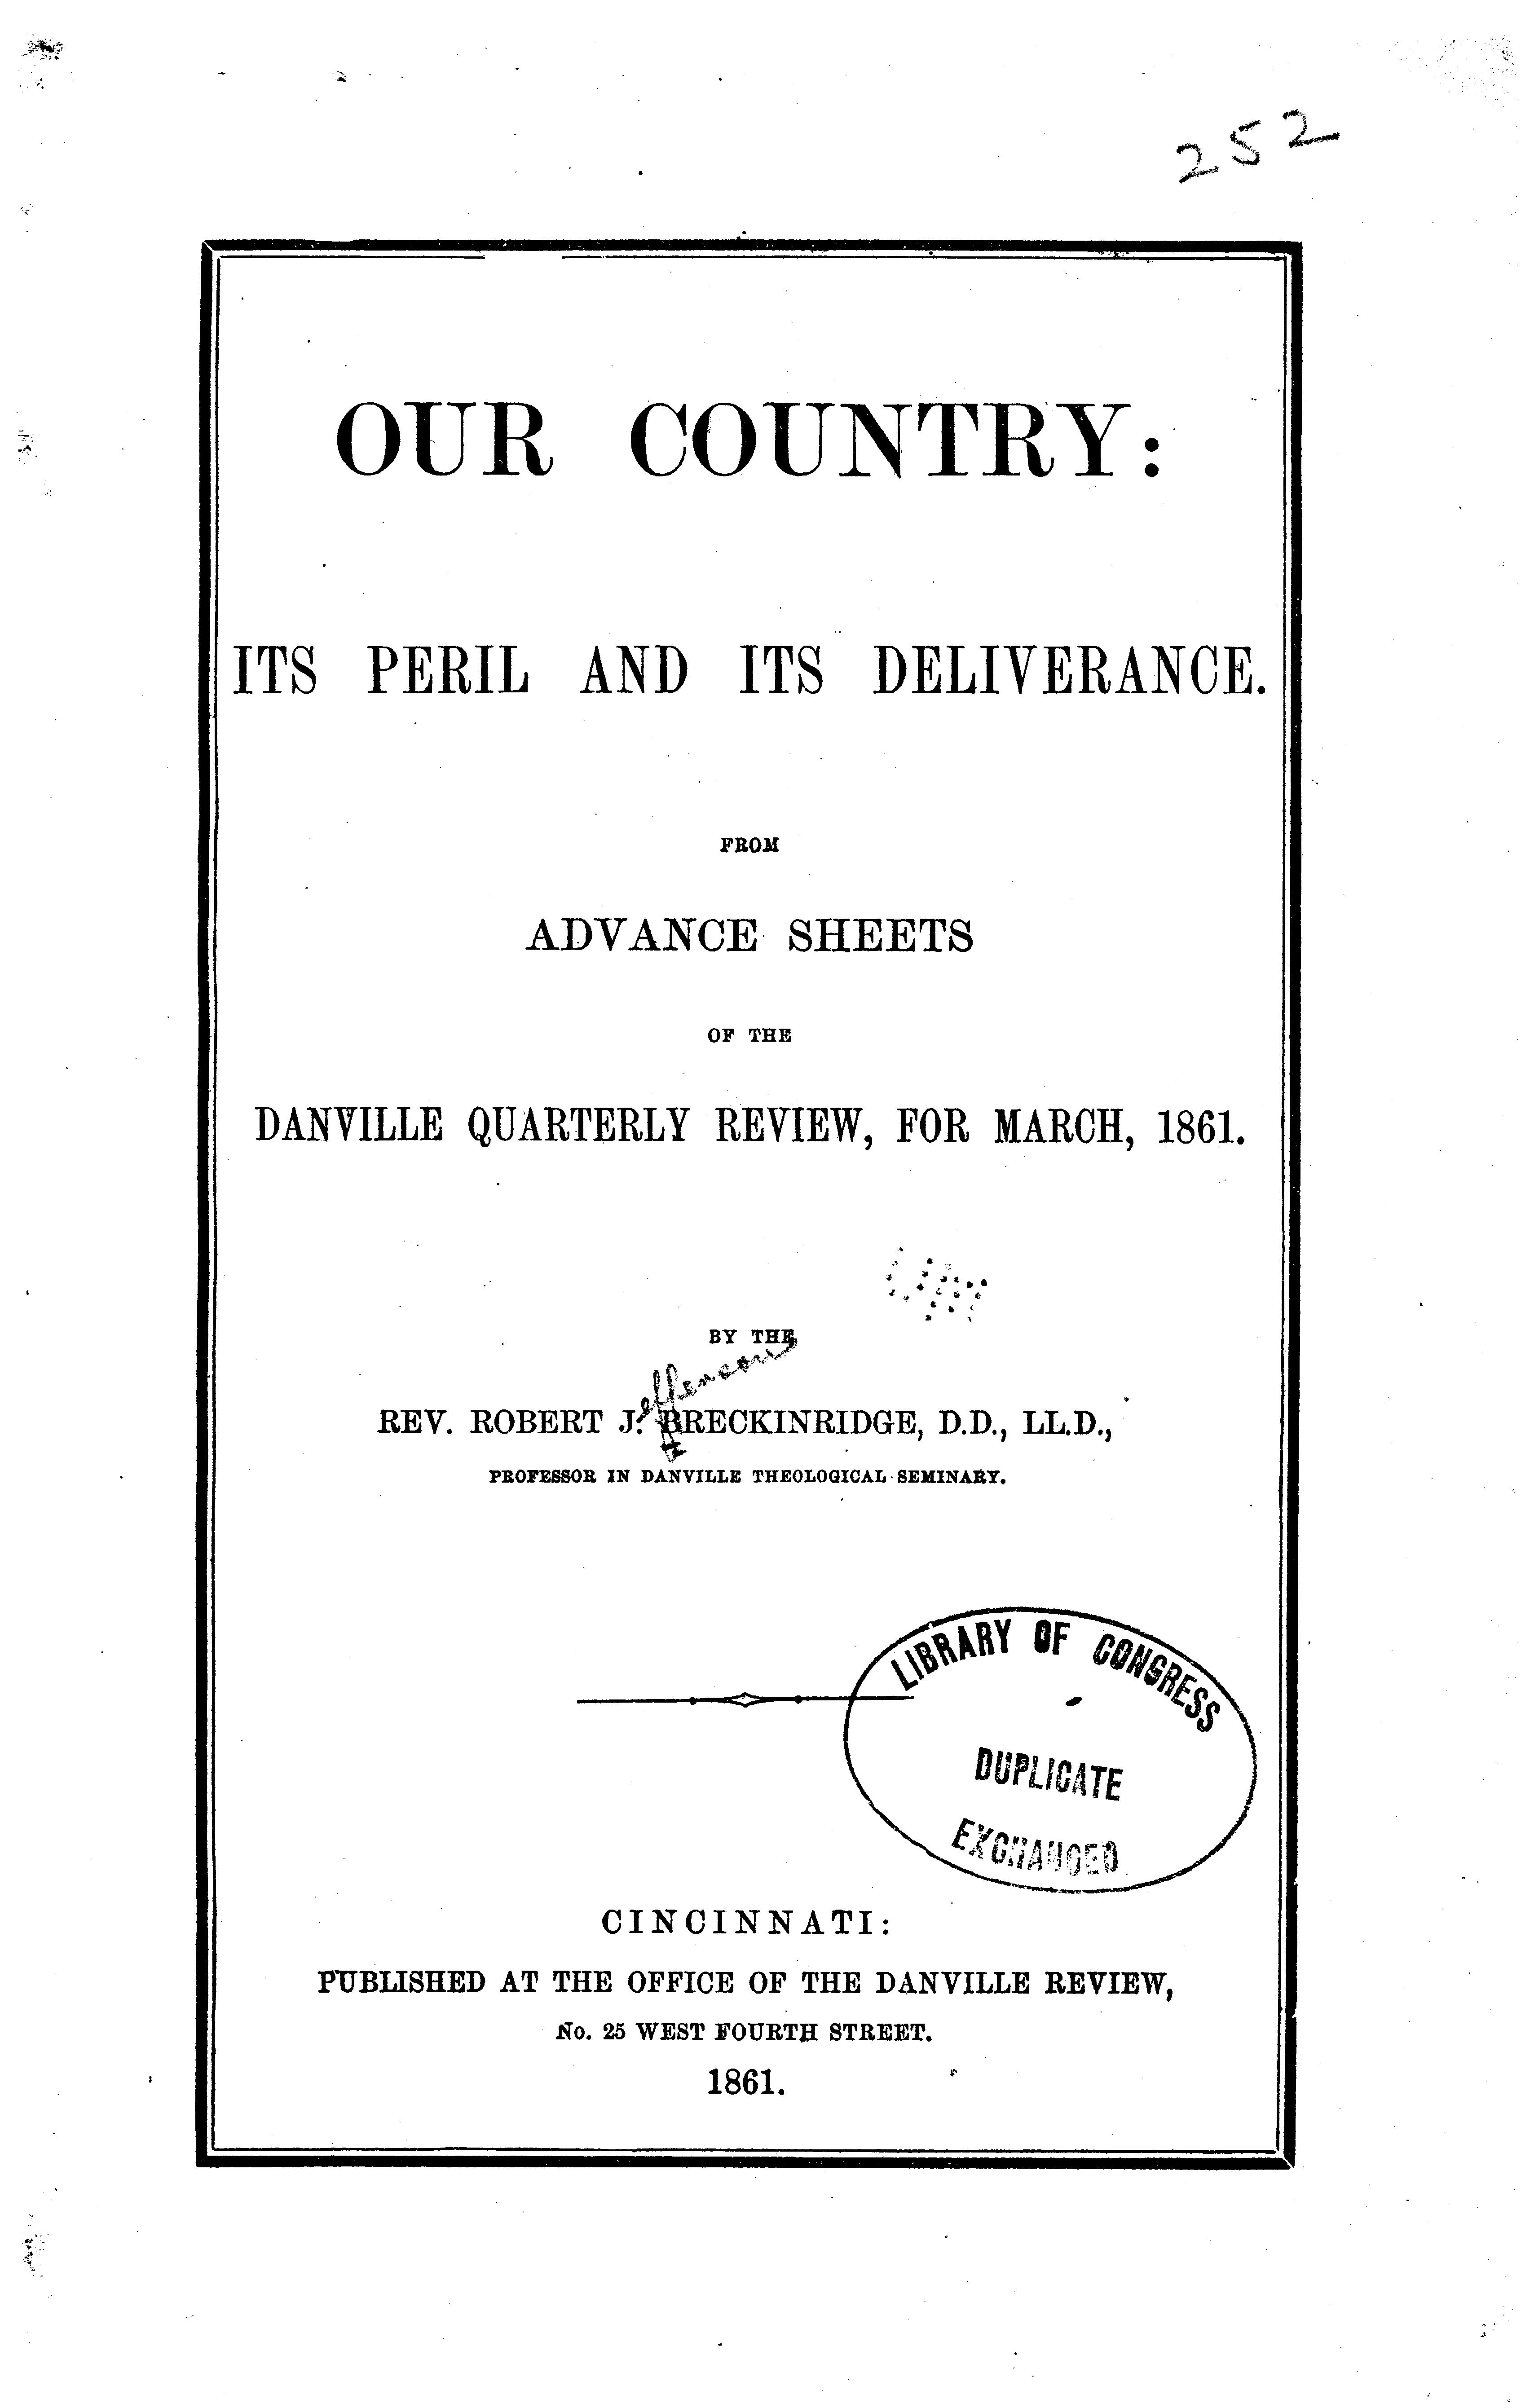 252
OUR COUNTRY:
ITS PERIL AND ITS DELIVERANCE.
FROM
ADVANCE SHEETS
OF THE
DANVILLE QUARTERLY REVIEW, FOR MARCH, 1861.
BY THE
efferson
REV. ROBERT J. BRECKINRIDGE, D.D., LL.D.,
PROFESSOR IN DANVILLE THEOLOGICAL SEMINARY.
LIBRARY OF CONGRESS
DUPLICATE
EXCHANGED
CINCINNATI:
PUBLISHED AT THE OFFICE OF THE DANVILLE REVIEW,
No. 25 WEST FOURTH STREET.
1861.